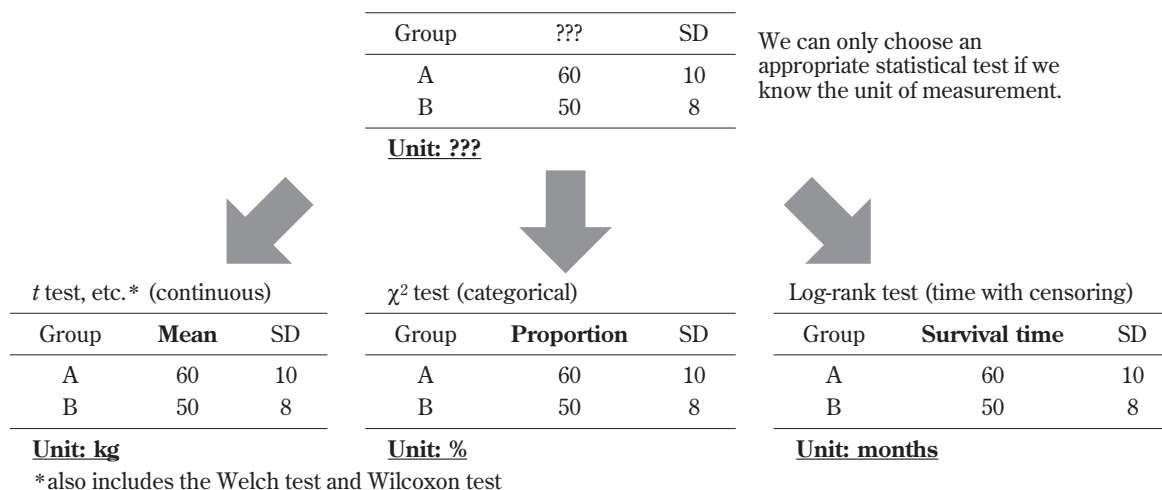 Group ??? SD
A 60 10
B 50 8
Unit: ???
We can only choose an
appropriate statistical test if we
know the unit of measurement.
t test, etc.* (continuous)
Group Mean SD
A 60 10
B 50 8
Unit: kg
*also includes the Welch test and Wilcoxon test
χ² test (categorical)
Group Proportion SD
A 60 10
B 50 8
Unit: %
Log-rank test (time with censoring)
Group Survival time SD
A 60 10
B 50 8
Unit: months